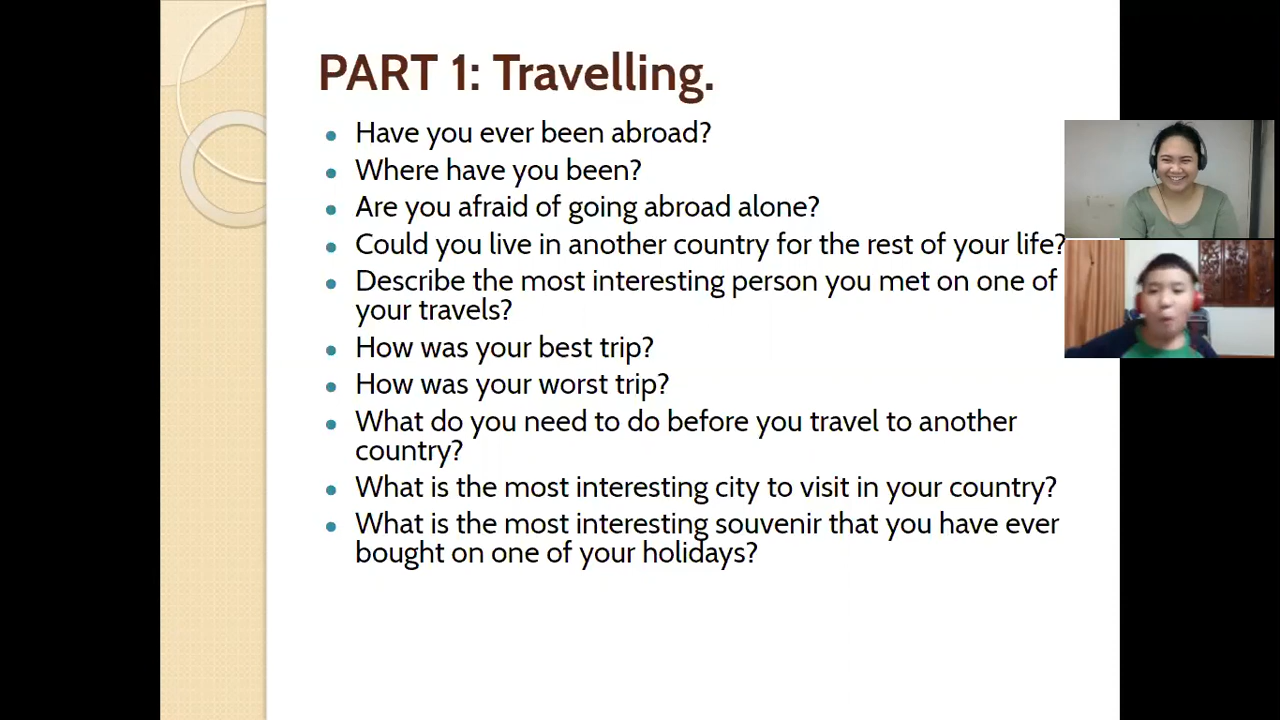 PART 1: Travelling.
Have you ever been abroad?
Where have you been?
Are you afraid of going abroad alone?
Could you live in another country for the rest of your life?
Describe the most interesting person you met on one of
your travels?
How was your best trip?
How was your worst trip?
What do you need to do before you travel to another
country?
What is the most interesting city to visit in your country?
What is the most interesting souvenir that you have ever
bought on one of your holidays?